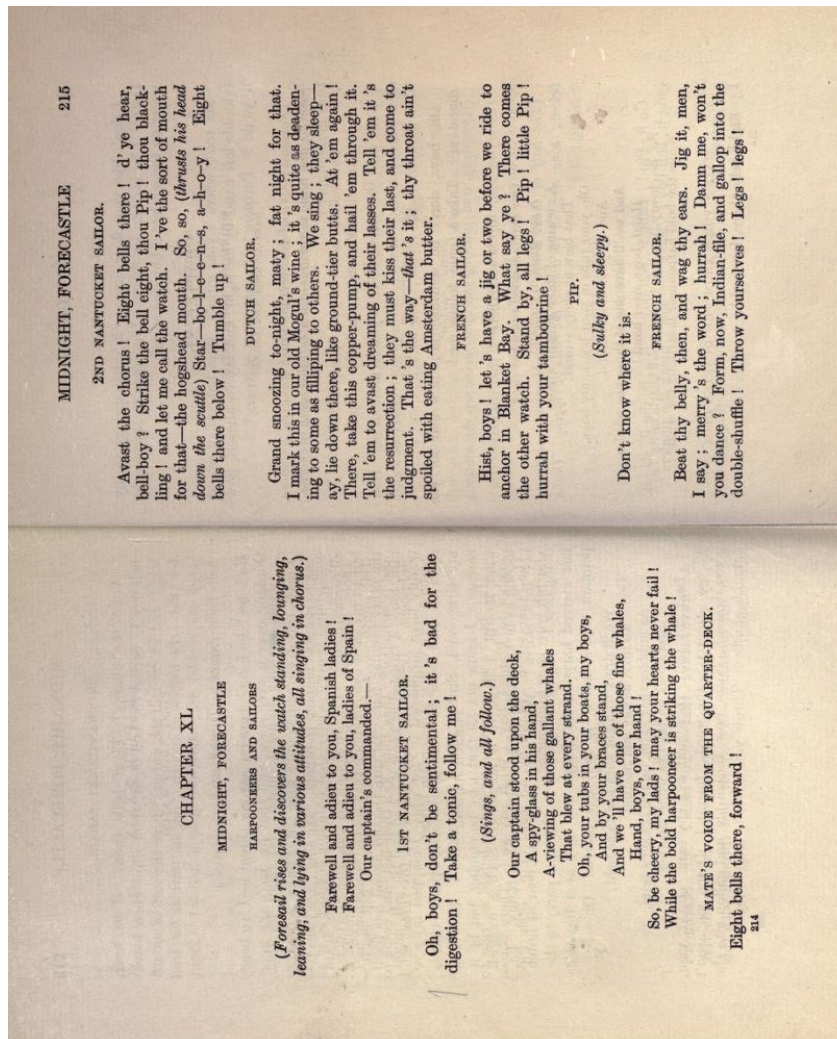 CHAPTER XL
MIDNIGHT, FORECASTLE
HARPOONEERS AND SAILORS
(Foresail rises and discovers the watch standing, lounging,
leaning, and lying in various attitudes, all singing in chorus.)
Farewell and adieu to you, Spanish ladies !
Farewell and adieu to you, ladies of Spain !
Our captain's commanded.—
1ST NANTUCKET SAILOR.
Oh, boys, don't be sentimental ; it 's bad for the
digestion ! Take a tonic, follow me !
(Sings, and all follow.)
Our captain stood upon the deck,
A spy-glass in his hand,
A-viewing of those gallant whales
That blew at every strand.
Oh, your tubs in your boats, my boys,
And by your braces stand,
And we 'll have one of those fine whales,
Hand, boys, over hand !
So, be cheery, my lads ! may your hearts never fail !
While the bold harpooneer is striking the whale !
MATE'S VOICE FROM THE QUARTER-DECK.
Eight bells there, forward !
214
MIDNIGHT, FORECASTLE 215
2ND NANTUCKET SAILOR.
Avast the chorus ! Eight bells there ! d' ye hear,
bell-boy ? Strike the bell eight, thou Pip ! thou black-
ling ! and let me call the watch. I 've the sort of mouth
for that—the hogshead mouth. So, so, (thrusts his head
down the scuttle) Star—bo-l-e-e-n-s, a-h-o-y ! Eight
bells there below ! Tumble up !
DUTCH SAILOR.
Grand snoozing to-night, maty ; fat night for that.
I mark this in our old Mogul's wine ; it 's quite as deaden-
ing to some as filliping to others. We sing ; they sleep—
ay, lie down there, like ground-tier butts. At 'em again !
There, take this copper-pump, and hail 'em through it.
Tell 'em to avast dreaming of their lasses. Tell 'em it 's
the resurrection ; they must kiss their last, and come to
judgment. That 's the way—that 's it ; thy throat ain't
spoiled with eating Amsterdam butter.
FRENCH SAILOR.
Hist, boys ! let 's have a jig or two before we ride to
anchor in Blanket Bay. What say ye ? There comes
the other watch. Stand by, all legs ! Pip ! little Pip !
hurrah with your tambourine !
PIP.
(Sulky and sleepy.)
Don't know where it is.
FRENCH SAILOR.
Beat thy belly, then, and wag thy ears. Jig it, men,
I say ; merry 's the word ; hurrah ! Damn me, won't
you dance ? Form, now, Indian-file, and gallop into the
double-shuffle ! Throw yourselves ! Legs ! legs !